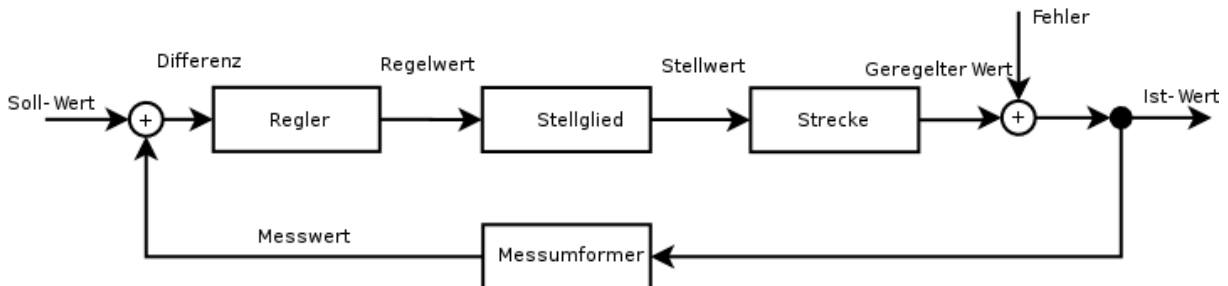 Fehler
Differenz
Regelwert
Stellwert
Geregelter Wert
Soll-Wert
Ist-Wert
+
Regler
Stellglied
Strecke
+
Messwert
Messumformer